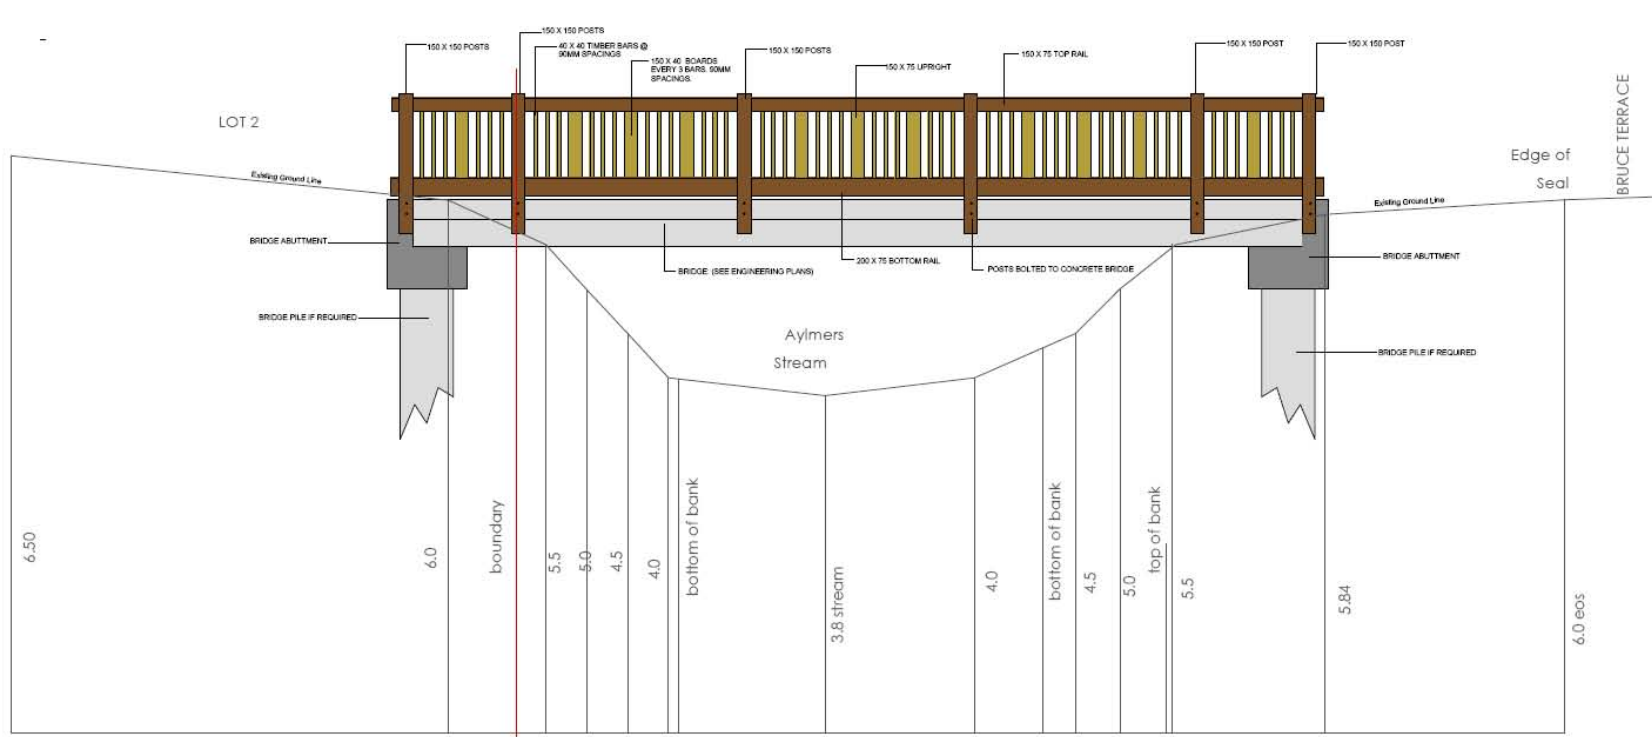 150 X 150 POSTS
150 X 150 POSTS
40 X 40 TIMBER BARS @
90MM SPACINGS
150 X 40 BOARDS
EVERY 3 BARS. 90MM
SPACINGS.
150 X 150 POSTS
150 X 75 UPRIGHT
150 X 75 TOP RAIL
150 X 150 POST
150 X 150 POST
BRUCE TERRACE
LOT 2
Edge of
Seal
Existing Ground Line
Existing Ground Line
BRIDGE ABUTTMENT
BRIDGE (SEE ENGINEERING PLANS)
200 X 75 BOTTOM RAIL
POSTS BOLTED TO CONCRETE BRIDGE
BRIDGE ABUTTMENT
BRIDGE PILE IF REQUIRED
Aylmers
Stream
BRIDGE PILE IF REQUIRED
6.50
6.0
boundary
5.5
5.0
4.5
4.0
bottom of bank
3.8 stream
4.0
bottom of bank
4.5
5.0
top of bank
5.5
5.84
6.0 eos